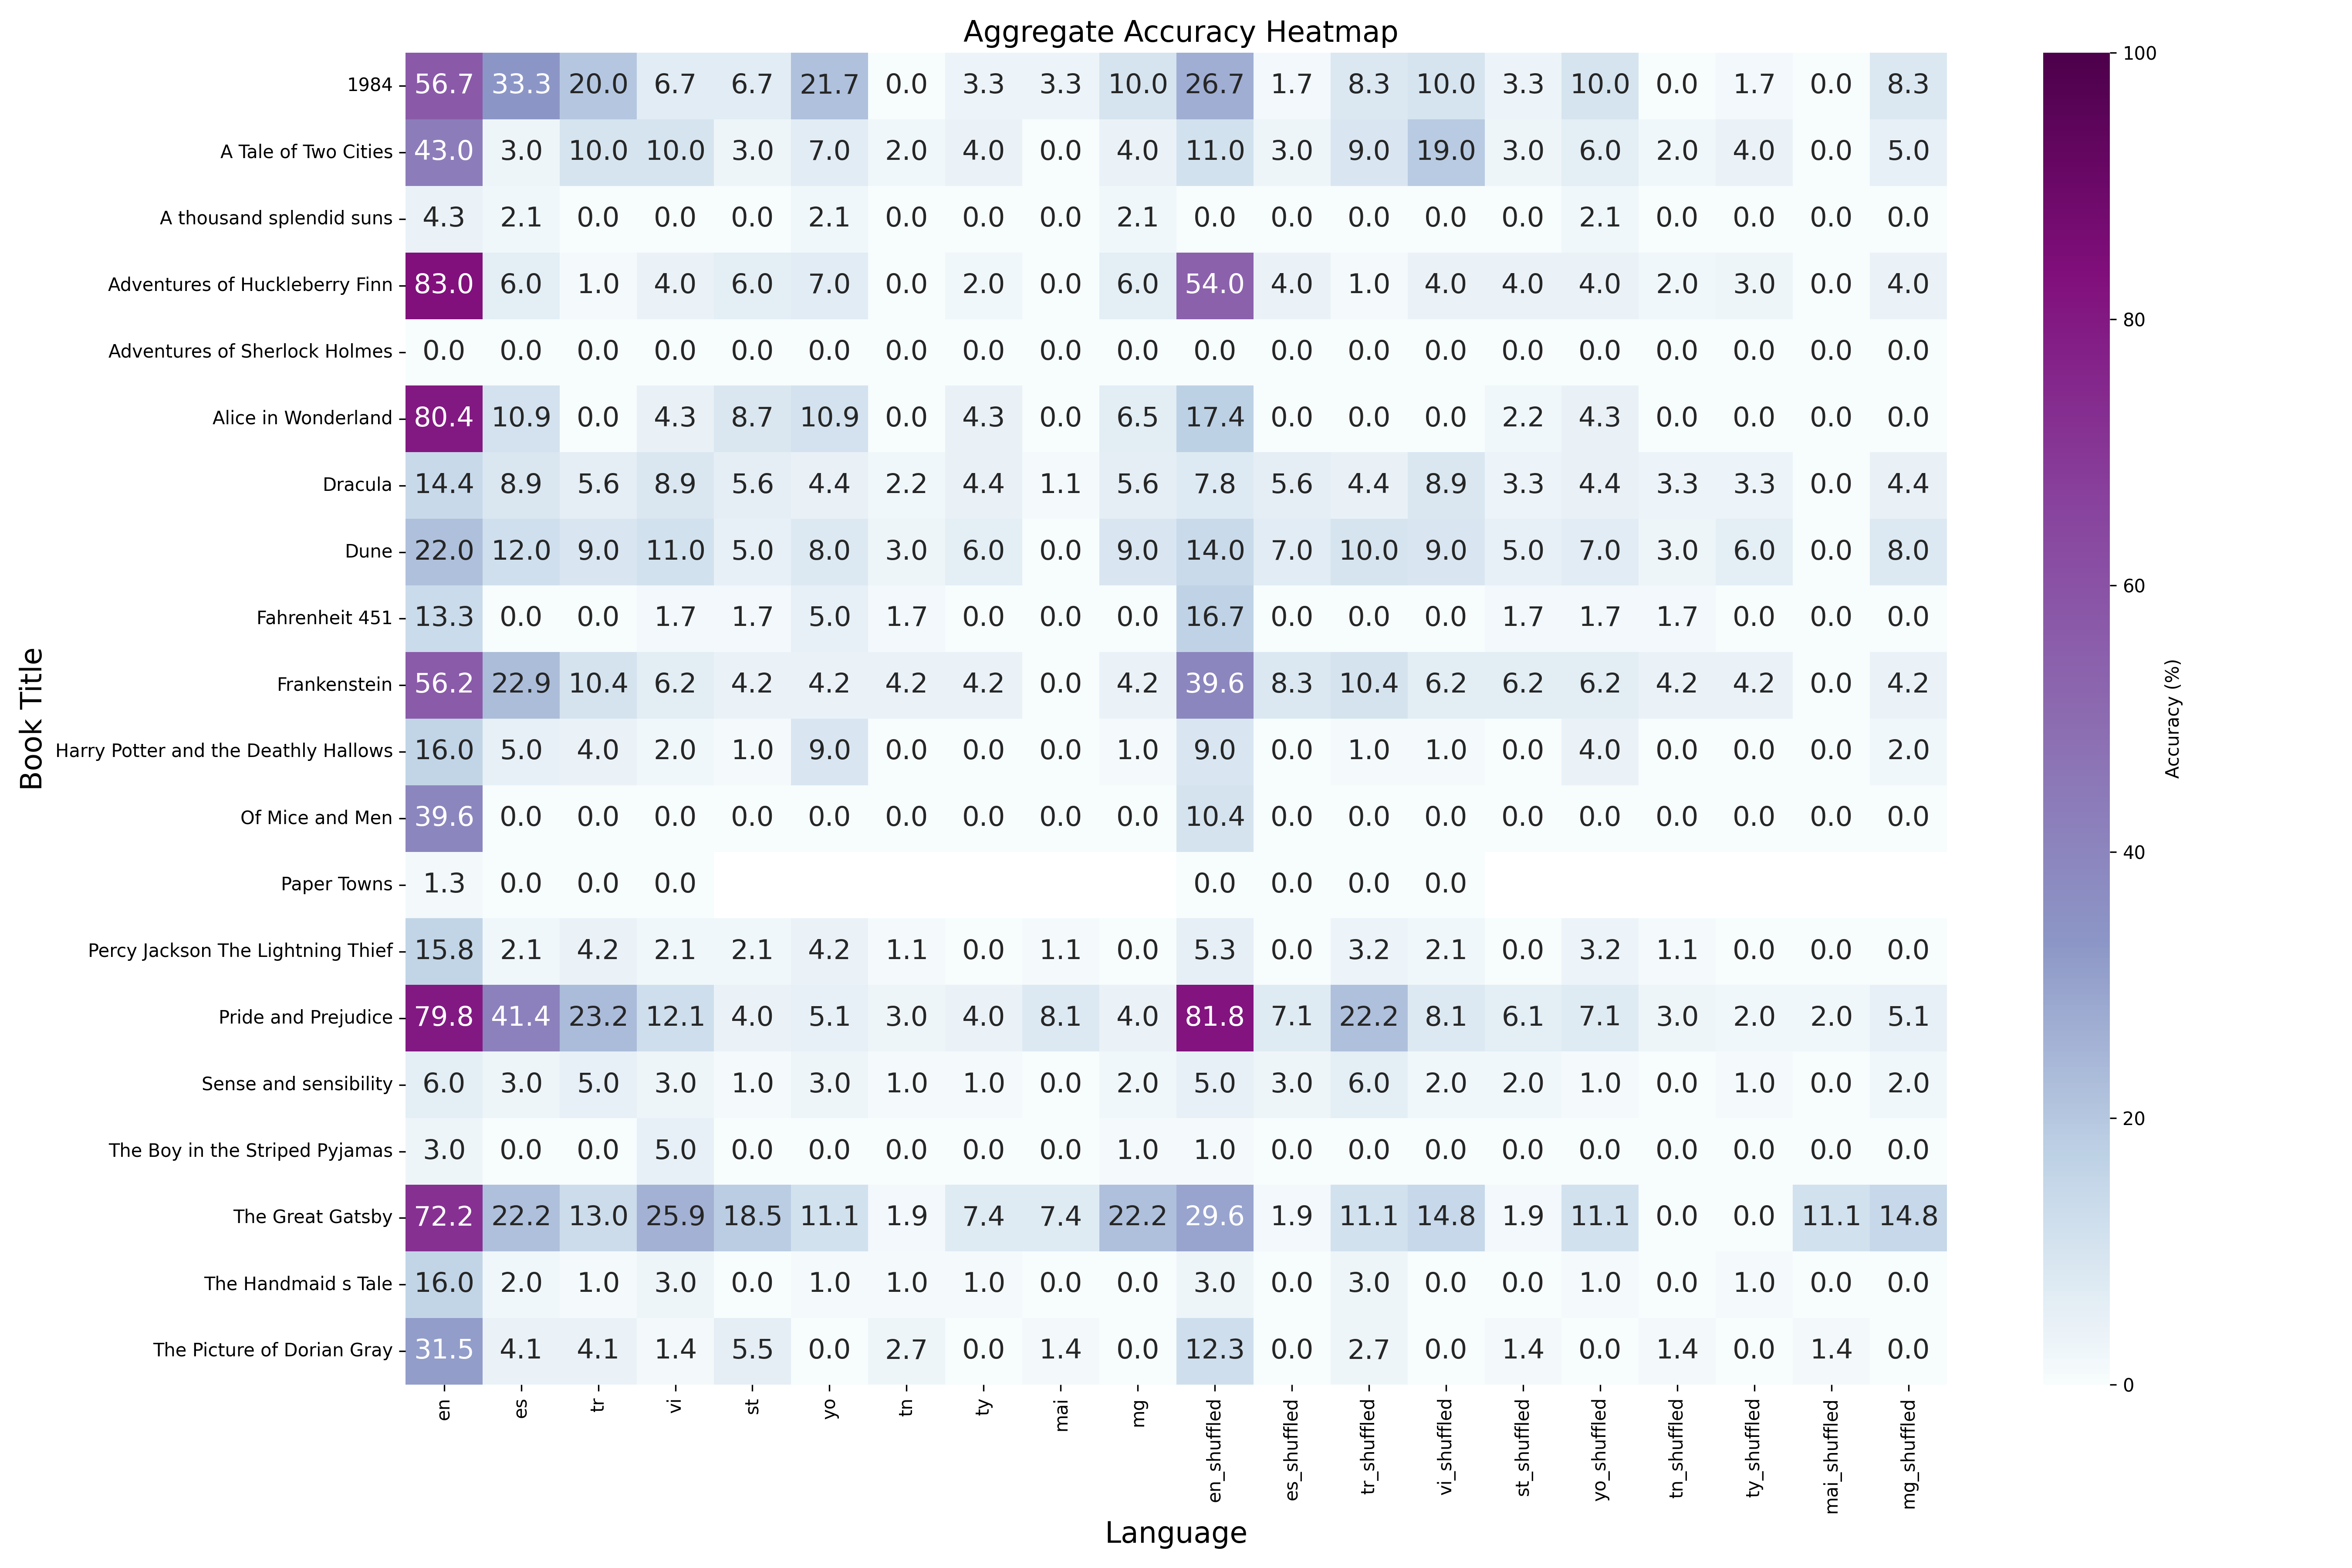 Aggregate Accuracy Heatmap
Book Title
1984 56.7 33.3 20.0 6.7 6.7 21.7 0.0 3.3 3.3 10.0 26.7 1.7 8.3 10.0 3.3 10.0 0.0 1.7 0.0 8.3
A Tale of Two Cities 43.0 3.0 10.0 10.0 3.0 7.0 2.0 4.0 0.0 4.0 11.0 3.0 9.0 19.0 3.0 6.0 2.0 4.0 0.0 5.0
A thousand splendid suns 4.3 2.1 0.0 0.0 0.0 2.1 0.0 0.0 0.0 2.1 0.0 0.0 0.0 0.0 0.0 2.1 0.0 0.0 0.0 0.0
Adventures of Huckleberry Finn 83.0 6.0 1.0 4.0 6.0 7.0 0.0 2.0 0.0 6.0 54.0 4.0 1.0 4.0 4.0 4.0 2.0 3.0 0.0 4.0
Adventures of Sherlock Holmes 0.0 0.0 0.0 0.0 0.0 0.0 0.0 0.0 0.0 0.0 0.0 0.0 0.0 0.0 0.0 0.0 0.0 0.0 0.0 0.0
Alice in Wonderland 80.4 10.9 0.0 4.3 8.7 10.9 0.0 4.3 0.0 6.5 17.4 0.0 0.0 0.0 2.2 4.3 0.0 0.0 0.0 0.0
Dracula 14.4 8.9 5.6 8.9 5.6 4.4 2.2 4.4 1.1 5.6 7.8 5.6 4.4 8.9 3.3 4.4 3.3 3.3 0.0 4.4
Dune 22.0 12.0 9.0 11.0 5.0 8.0 3.0 6.0 0.0 9.0 14.0 7.0 10.0 9.0 5.0 7.0 3.0 6.0 0.0 8.0
Fahrenheit 451 13.3 0.0 0.0 1.7 1.7 5.0 1.7 0.0 0.0 0.0 16.7 0.0 0.0 0.0 1.7 1.7 1.7 0.0 0.0 0.0
Frankenstein 56.2 22.9 10.4 6.2 4.2 4.2 4.2 4.2 0.0 4.2 39.6 8.3 10.4 6.2 6.2 6.2 4.2 4.2 0.0 4.2
Harry Potter and the Deathly Hallows 16.0 5.0 4.0 2.0 1.0 9.0 0.0 0.0 0.0 1.0 9.0 0.0 1.0 1.0 0.0 4.0 0.0 0.0 0.0 2.0
Of Mice and Men 39.6 0.0 0.0 0.0 0.0 0.0 0.0 0.0 0.0 0.0 10.4 0.0 0.0 0.0 0.0 0.0 0.0 0.0 0.0 0.0
Paper Towns 1.3 0.0 0.0 0.0 0.0 0.0 0.0 0.0
Percy Jackson The Lightning Thief 15.8 2.1 4.2 2.1 2.1 4.2 1.1 0.0 1.1 0.0 5.3 0.0 3.2 2.1 0.0 3.2 1.1 0.0 0.0 0.0
Pride and Prejudice 79.8 41.4 23.2 12.1 4.0 5.1 3.0 4.0 8.1 4.0 81.8 7.1 22.2 8.1 6.1 7.1 3.0 2.0 2.0 5.1
Sense and sensibility 6.0 3.0 5.0 3.0 1.0 3.0 1.0 1.0 0.0 2.0 5.0 3.0 6.0 2.0 2.0 1.0 0.0 1.0 0.0 2.0
The Boy in the Striped Pyjamas 3.0 0.0 0.0 5.0 0.0 0.0 0.0 0.0 0.0 1.0 1.0 0.0 0.0 0.0 0.0 0.0 0.0 0.0 0.0 0.0
The Great Gatsby 72.2 22.2 13.0 25.9 18.5 11.1 1.9 7.4 7.4 22.2 29.6 1.9 11.1 14.8 1.9 11.1 0.0 0.0 11.1 14.8
The Handmaid s Tale 16.0 2.0 1.0 3.0 0.0 1.0 1.0 1.0 0.0 0.0 3.0 0.0 3.0 0.0 0.0 1.0 0.0 1.0 0.0 0.0
The Picture of Dorian Gray 31.5 4.1 4.1 1.4 5.5 0.0 2.7 0.0 1.4 0.0 12.3 0.0 2.7 0.0 1.4 0.0 1.4 0.0 1.4 0.0
en es tr vi st yo tn ty mai mg en_shuffled es_shuffled tr_shuffled vi_shuffled st_shuffled yo_shuffled tn_shuffled ty_shuffled mai_shuffled mg_shuffled
Language
100
80
60
40
20
0
Accuracy (%)